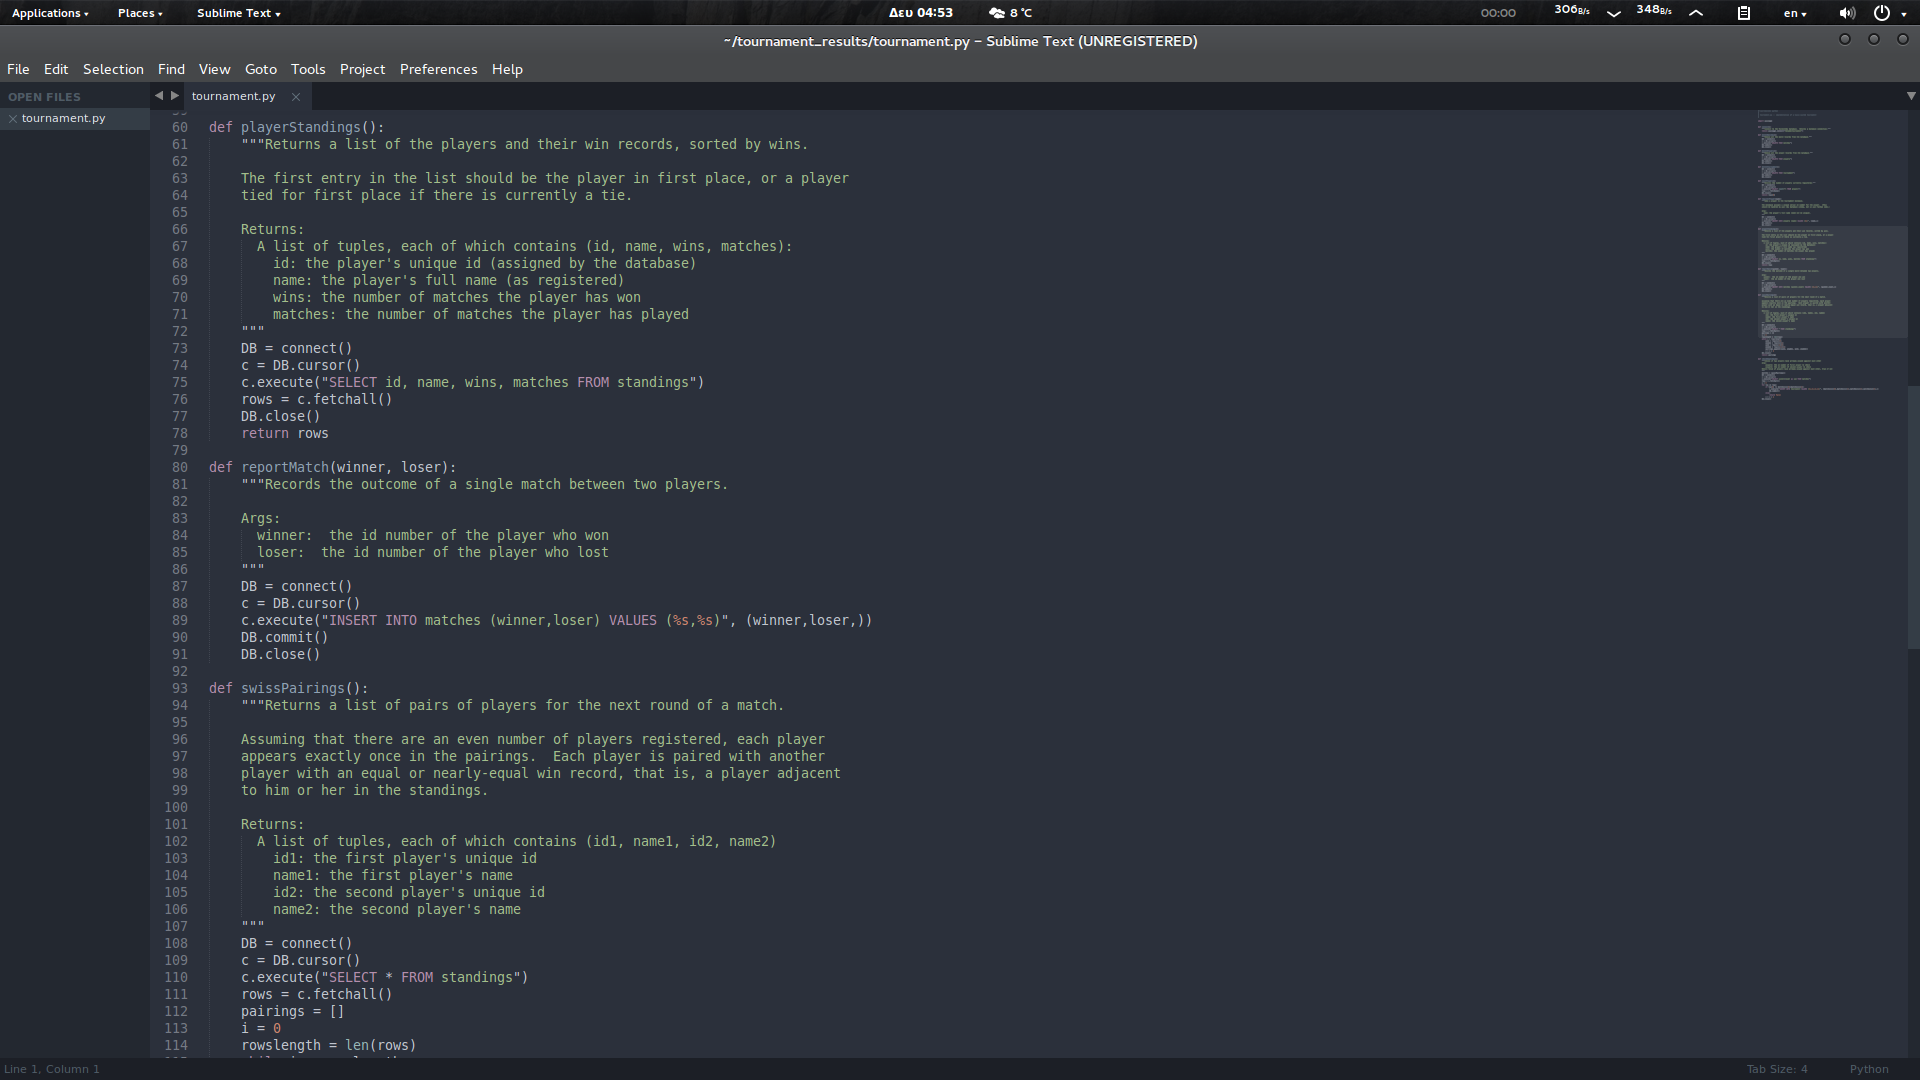 Applications Places Sublime Text Δευ 04:53 8 °C 00:00 306B/s 348B/s en
~/tournament_results/tournament.py - Sublime Text (UNREGISTERED)
File Edit Selection Find View Goto Tools Project Preferences Help
OPEN FILES
tournament.py
tournament.py
60 def playerStandings():
61 """Returns a list of the players and their win records, sorted by wins.
62
63 The first entry in the list should be the player in first place, or a player
64 tied for first place if there is currently a tie.
65
66 Returns:
67 A list of tuples, each of which contains (id, name, wins, matches):
68 id: the player's unique id (assigned by the database)
69 name: the player's full name (as registered)
70 wins: the number of matches the player has won
71 matches: the number of matches the player has played
72 """
73 DB = connect()
74 c = DB.cursor()
75 c.execute("SELECT id, name, wins, matches FROM standings")
76 rows = c.fetchall()
77 DB.close()
78 return rows
79
80 def reportMatch(winner, loser):
81 """Records the outcome of a single match between two players.
82
83 Args:
84 winner:  the id number of the player who won
85 loser:  the id number of the player who lost
86 """
87 DB = connect()
88 c = DB.cursor()
89 c.execute("INSERT INTO matches (winner,loser) VALUES (%s,%s)", (winner,loser,))
90 DB.commit()
91 DB.close()
92
93 def swissPairings():
94 """Returns a list of pairs of players for the next round of a match.
95
96 Assuming that there are an even number of players registered, each player
97 appears exactly once in the pairings.  Each player is paired with another
98 player with an equal or nearly-equal win record, that is, a player adjacent
99 to him or her in the standings.
100
101 Returns:
102 A list of tuples, each of which contains (id1, name1, id2, name2)
103 id1: the first player's unique id
104 name1: the first player's name
105 id2: the second player's unique id
106 name2: the second player's name
107 """
108 DB = connect()
109 c = DB.cursor()
110 c.execute("SELECT * FROM standings")
111 rows = c.fetchall()
112 pairings = []
113 i = 0
114 rowslength = len(rows)
Line 1, Column 1 Tab Size: 4 Python